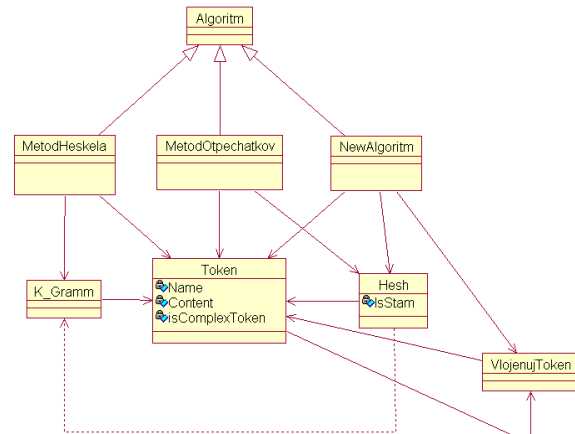 Algoritm
MetodHeskela
MetodOtpechatkov
NewAlgoritm
Token
Name
Content
isComplexToken
K_Gramm
Hesh
IsStam
VlojenujToken